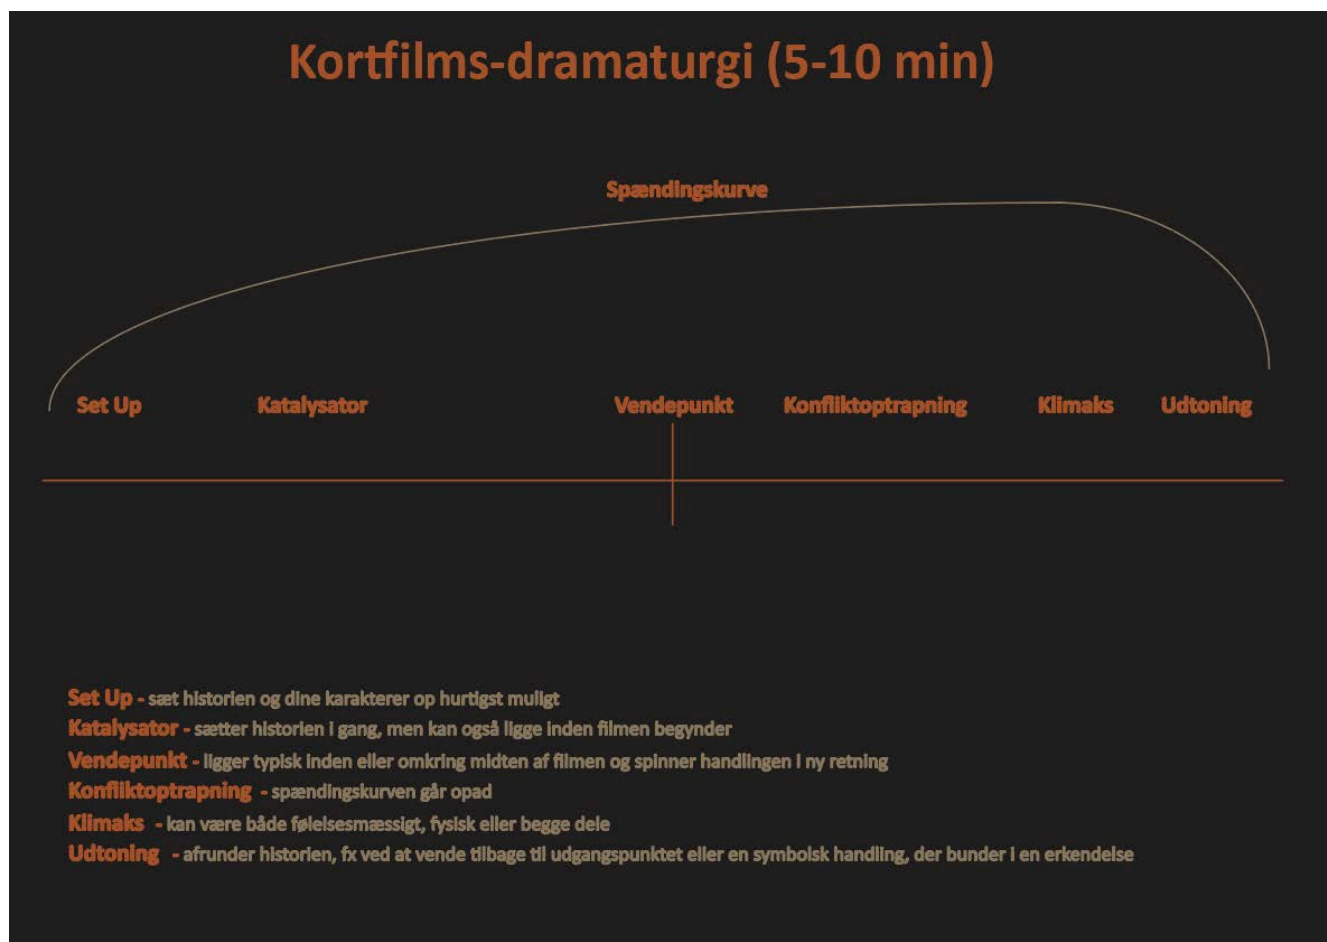 Kortfilms-dramaturgi (5-10 min)
Spændingskurve
Set Up Katalysator Vendepunkt Konfliktoptrapning Klimaks Udtoning
Set Up - sæt historien og dine karakterer op hurtigst muligt
Katalysator - sætter historien i gang, men kan også ligge inden filmen begynder
Vendepunkt - ligger typisk inden eller omkring midten af filmen og spinner handlingen i ny retning
Konfliktoptrapning - spændingskurven går opad
Klimaks - kan være både følelsesmæssigt, fysisk eller begge dele
Udtoning - afrunder historien, fx ved at vende tilbage til udgangspunktet eller en symbolsk handling, der bunder i en erkendelse